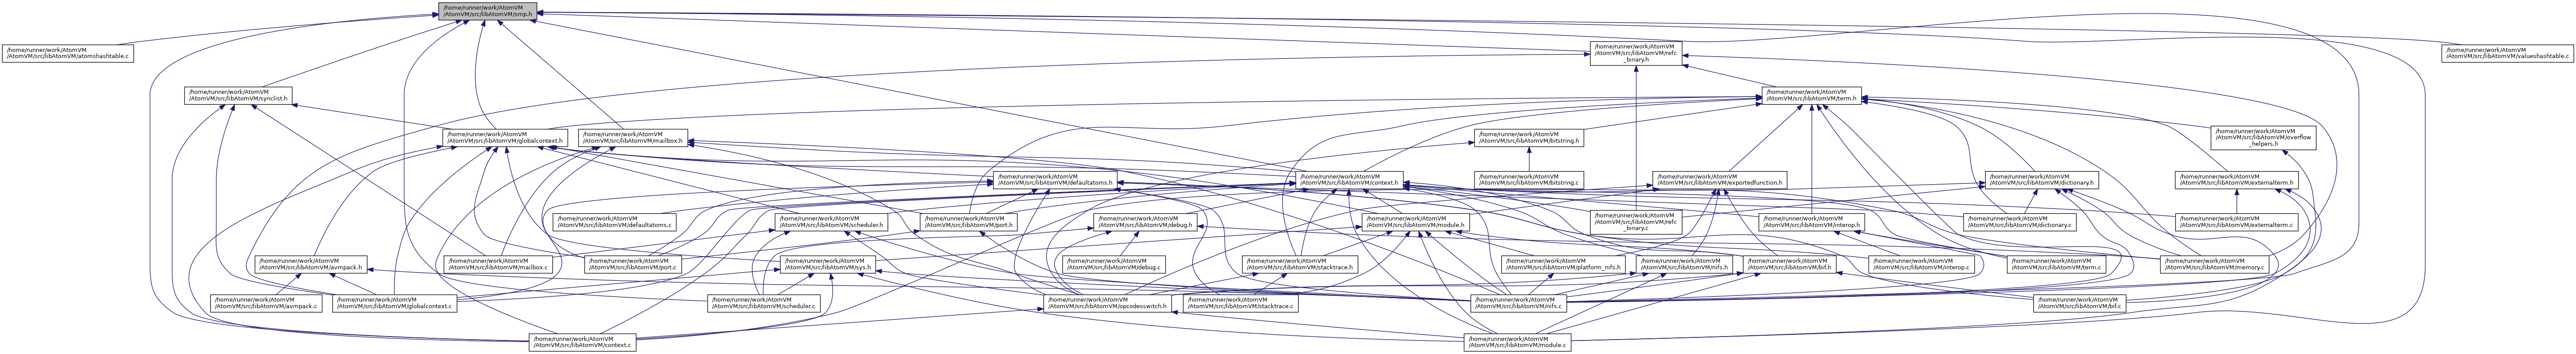 /home/runner/work/AtomVM
/AtomVM/src/libAtomVM/smp.h
/home/runner/work/AtomVM
/AtomVM/src/libAtomVM/atomshashtable.c
/home/runner/work/AtomVM
/AtomVM/src/libAtomVM/refc
_binary.h
/home/runner/work/AtomVM
/AtomVM/src/libAtomVM/valueshashtable.c
/home/runner/work/AtomVM
/AtomVM/src/libAtomVM/synclist.h
/home/runner/work/AtomVM
/AtomVM/src/libAtomVM/term.h
/home/runner/work/AtomVM
/AtomVM/src/libAtomVM/globalcontext.h
/home/runner/work/AtomVM
/AtomVM/src/libAtomVM/mailbox.h
/home/runner/work/AtomVM
/AtomVM/src/libAtomVM/bitstring.h
/home/runner/work/AtomVM
/AtomVM/src/libAtomVM/overflow
_helpers.h
/home/runner/work/AtomVM
/AtomVM/src/libAtomVM/defaultatoms.h
/home/runner/work/AtomVM
/AtomVM/src/libAtomVM/context.h
/home/runner/work/AtomVM
/AtomVM/src/libAtomVM/bitstring.c
/home/runner/work/AtomVM
/AtomVM/src/libAtomVM/exportedfunction.h
/home/runner/work/AtomVM
/AtomVM/src/libAtomVM/dictionary.h
/home/runner/work/AtomVM
/AtomVM/src/libAtomVM/externalterm.h
/home/runner/work/AtomVM
/AtomVM/src/libAtomVM/defaultatoms.c
/home/runner/work/AtomVM
/AtomVM/src/libAtomVM/scheduler.h
/home/runner/work/AtomVM
/AtomVM/src/libAtomVM/port.h
/home/runner/work/AtomVM
/AtomVM/src/libAtomVM/debug.h
/home/runner/work/AtomVM
/AtomVM/src/libAtomVM/module.h
/home/runner/work/AtomVM
/AtomVM/src/libAtomVM/refc
_binary.c
/home/runner/work/AtomVM
/AtomVM/src/libAtomVM/interop.h
/home/runner/work/AtomVM
/AtomVM/src/libAtomVM/dictionary.c
/home/runner/work/AtomVM
/AtomVM/src/libAtomVM/externalterm.c
/home/runner/work/AtomVM
/AtomVM/src/libAtomVM/avmpack.h
/home/runner/work/AtomVM
/AtomVM/src/libAtomVM/mailbox.c
/home/runner/work/AtomVM
/AtomVM/src/libAtomVM/port.c
/home/runner/work/AtomVM
/AtomVM/src/libAtomVM/sys.h
/home/runner/work/AtomVM
/AtomVM/src/libAtomVM/debug.c
/home/runner/work/AtomVM
/AtomVM/src/libAtomVM/stacktrace.h
/home/runner/work/AtomVM
/AtomVM/src/libAtomVM/platform_nifs.h
/home/runner/work/AtomVM
/AtomVM/src/libAtomVM/nifs.h
/home/runner/work/AtomVM
/AtomVM/src/libAtomVM/bif.h
/home/runner/work/AtomVM
/AtomVM/src/libAtomVM/interop.c
/home/runner/work/AtomVM
/AtomVM/src/libAtomVM/term.c
/home/runner/work/AtomVM
/AtomVM/src/libAtomVM/memory.c
/home/runner/work/AtomVM
/AtomVM/src/libAtomVM/avmpack.c
/home/runner/work/AtomVM
/AtomVM/src/libAtomVM/globalcontext.c
/home/runner/work/AtomVM
/AtomVM/src/libAtomVM/scheduler.c
/home/runner/work/AtomVM
/AtomVM/src/libAtomVM/opcodesswitch.h
/home/runner/work/AtomVM
/AtomVM/src/libAtomVM/stacktrace.c
/home/runner/work/AtomVM
/AtomVM/src/libAtomVM/nifs.c
/home/runner/work/AtomVM
/AtomVM/src/libAtomVM/bif.c
/home/runner/work/AtomVM
/AtomVM/src/libAtomVM/context.c
/home/runner/work/AtomVM
/AtomVM/src/libAtomVM/module.c